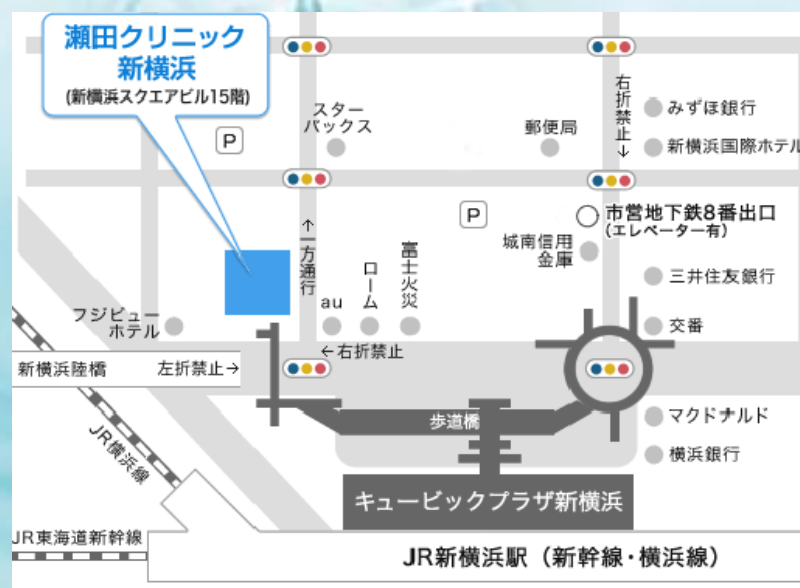 瀬田クリニック
新横浜
(新横浜スクエアビル15階)
P
スター
バックス
郵便局
右折禁止↓
みずほ銀行
新横浜国際ホテル
P
市営地下鉄8番出口
(エレベーター有)
↑一方通行
城南信用
金庫
三井住友銀行
au
ローム
富士火災
フジビュー
ホテル
交番
←右折禁止
新横浜陸橋
左折禁止→
歩道橋
マクドナルド
横浜銀行
JR横浜線
キュービックプラザ新横浜
JR東海道新幹線
JR新横浜駅（新幹線・横浜線）